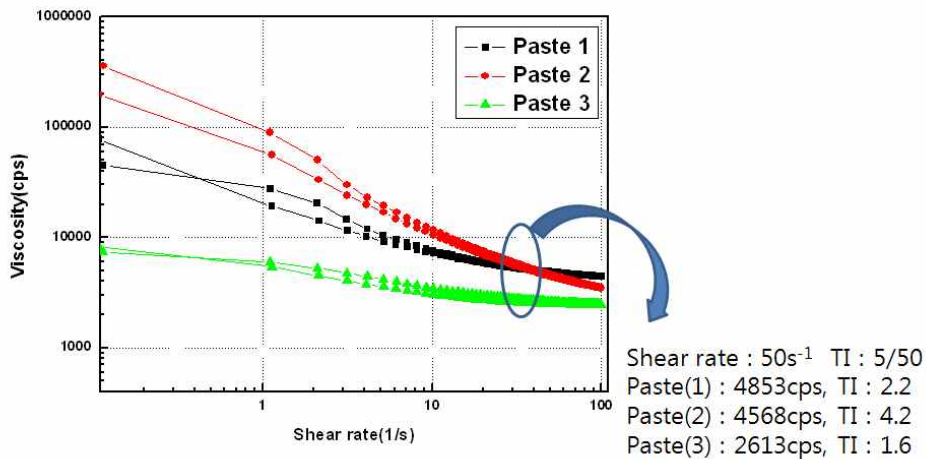 1000000
100000
10000
1000
Viscosity(cps)
Paste 1
Paste 2
Paste 3
1
10
100
Shear rate(1/s)
Shear rate : 50s⁻¹ TI : 5/50
Paste(1) : 4853cps, TI : 2.2
Paste(2) : 4568cps, TI : 4.2
Paste(3) : 2613cps, TI : 1.6